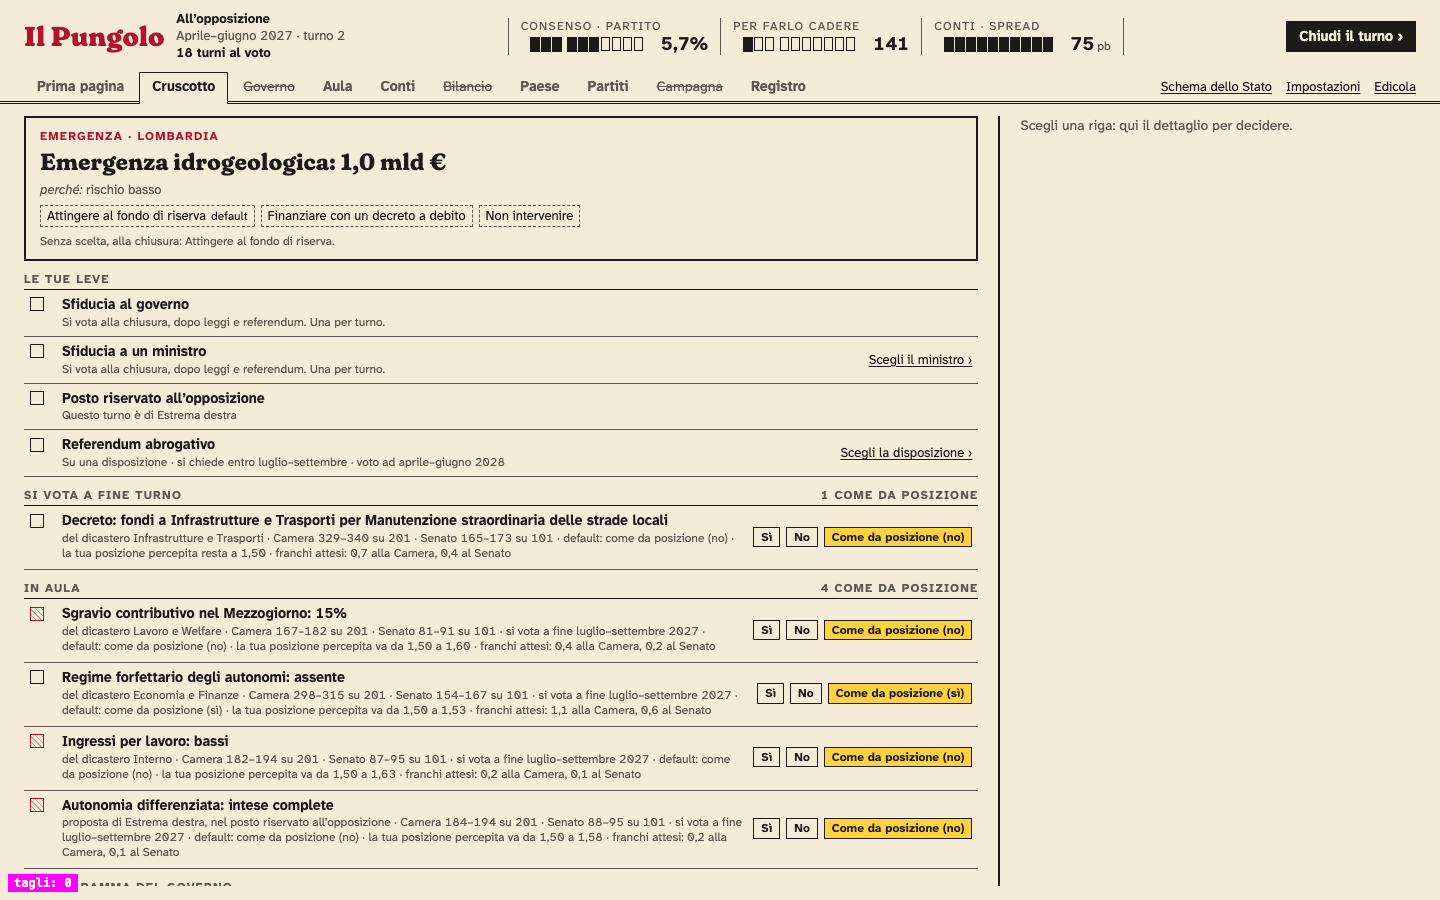 Il Pungolo
All'opposizione
Aprile–giugno 2027 · turno 2
18 turni al voto
CONSENSO · PARTITO
5,7%
PER FARLO CADERE
141
CONTI · SPREAD
75 pb
Chiudi il turno ›
Prima pagina
Cruscotto
Governo
Aula
Conti
Bilancio
Paese
Partiti
Campagna
Registro
Schema dello Stato
Impostazioni
Edicola
EMERGENZA · LOMBARDIA
Emergenza idrogeologica: 1,0 mld €
perché: rischio basso
Attingere al fondo di riserva default
Finanziare con un decreto a debito
Non intervenire
Senza scelta, alla chiusura: Attingere al fondo di riserva.
Scegli una riga: qui il dettaglio per decidere.
LE TUE LEVE
Sfiducia al governo
Si vota alla chiusura, dopo leggi e referendum. Una per turno.
Sfiducia a un ministro
Si vota alla chiusura, dopo leggi e referendum. Una per turno.
Scegli il ministro ›
Posto riservato all'opposizione
Questo turno è di Estrema destra
Referendum abrogativo
Su una disposizione · si chiede entro luglio–settembre · voto ad aprile–giugno 2028
Scegli la disposizione ›
SI VOTA A FINE TURNO
1 COME DA POSIZIONE
Decreto: fondi a Infrastrutture e Trasporti per Manutenzione straordinaria delle strade locali
del dicastero Infrastrutture e Trasporti · Camera 329–340 su 201 · Senato 165–173 su 101 · default: come da posizione (no) ·
la tua posizione percepita resta a 1,50 · franchi attesi: 0,7 alla Camera, 0,4 al Senato
Sì
No
Come da posizione (no)
IN AULA
4 COME DA POSIZIONE
Sgravio contributivo nel Mezzogiorno: 15%
del dicastero Lavoro e Welfare · Camera 167–182 su 201 · Senato 81–91 su 101 · si vota a fine luglio–settembre 2027 ·
default: come da posizione (no) · la tua posizione percepita va da 1,50 a 1,60 · franchi attesi: 0,4 alla Camera, 0,2 al Senato
Sì
No
Come da posizione (no)
Regime forfettario degli autonomi: assente
del dicastero Economia e Finanze · Camera 298–315 su 201 · Senato 154–167 su 101 · si vota a fine luglio–settembre 2027 ·
default: come da posizione (sì) · la tua posizione percepita va da 1,50 a 1,53 · franchi attesi: 1,1 alla Camera, 0,6 al Senato
Sì
No
Come da posizione (sì)
Ingressi per lavoro: bassi
del dicastero Interno · Camera 182–194 su 201 · Senato 87–95 su 101 · si vota a fine luglio–settembre 2027 · default: come
da posizione (no) · la tua posizione percepita va da 1,50 a 1,63 · franchi attesi: 0,2 alla Camera, 0,1 al Senato
Sì
No
Come da posizione (no)
Autonomia differenziata: intese complete
proposta di Estrema destra, nel posto riservato all'opposizione · Camera 184–194 su 201 · Senato 88–95 su 101 · si vota a fine
luglio–settembre 2027 · default: come da posizione (no) · la tua posizione percepita va da 1,50 a 1,58 · franchi attesi: 0,2 alla
Camera, 0,1 al Senato
Sì
No
Come da posizione (no)
tagli: 0
DEL GOVERNO